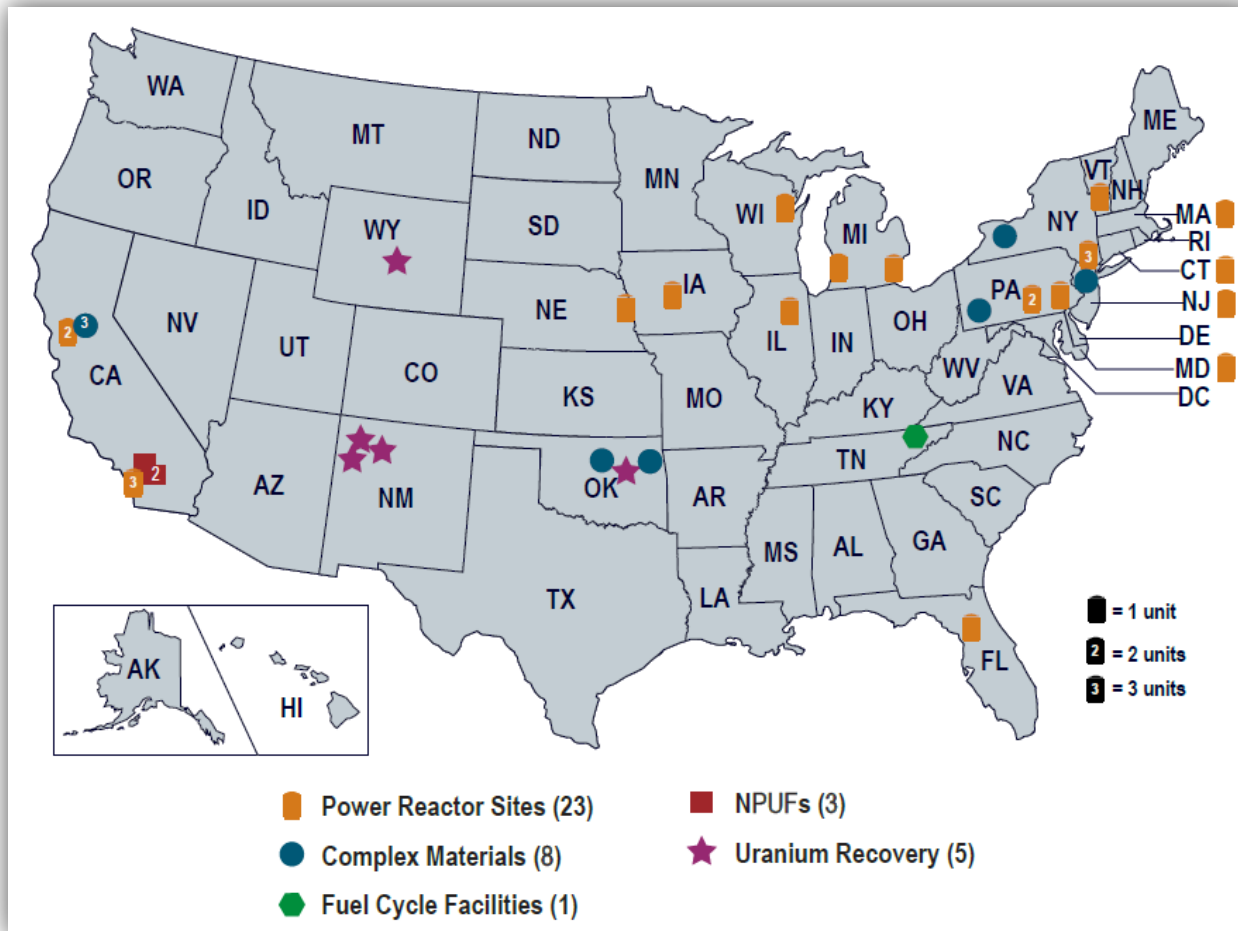 WA
MT
ND
MN
ME
OR
ID
WY
SD
WI
MI
VT
NH
NY
MA
RI
CT
NJ
DE
MD
DC
3
2
PA
NE
IA
IL
IN
OH
WV
VA
2
3
CA
NV
UT
CO
KS
MO
KY
NC
TN
2
3
AZ
NM
OK
AR
SC
MS
AL
GA
TX
LA
FL
AK
HI
= 1 unit
2 = 2 units
3 = 3 units
Power Reactor Sites (23)
NPUFs (3)
Complex Materials (8)
Uranium Recovery (5)
Fuel Cycle Facilities (1)